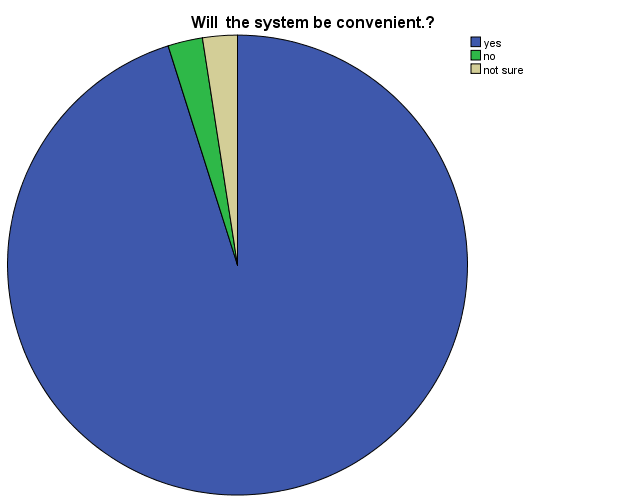 Will the system be convenient.?
yes
no
not sure